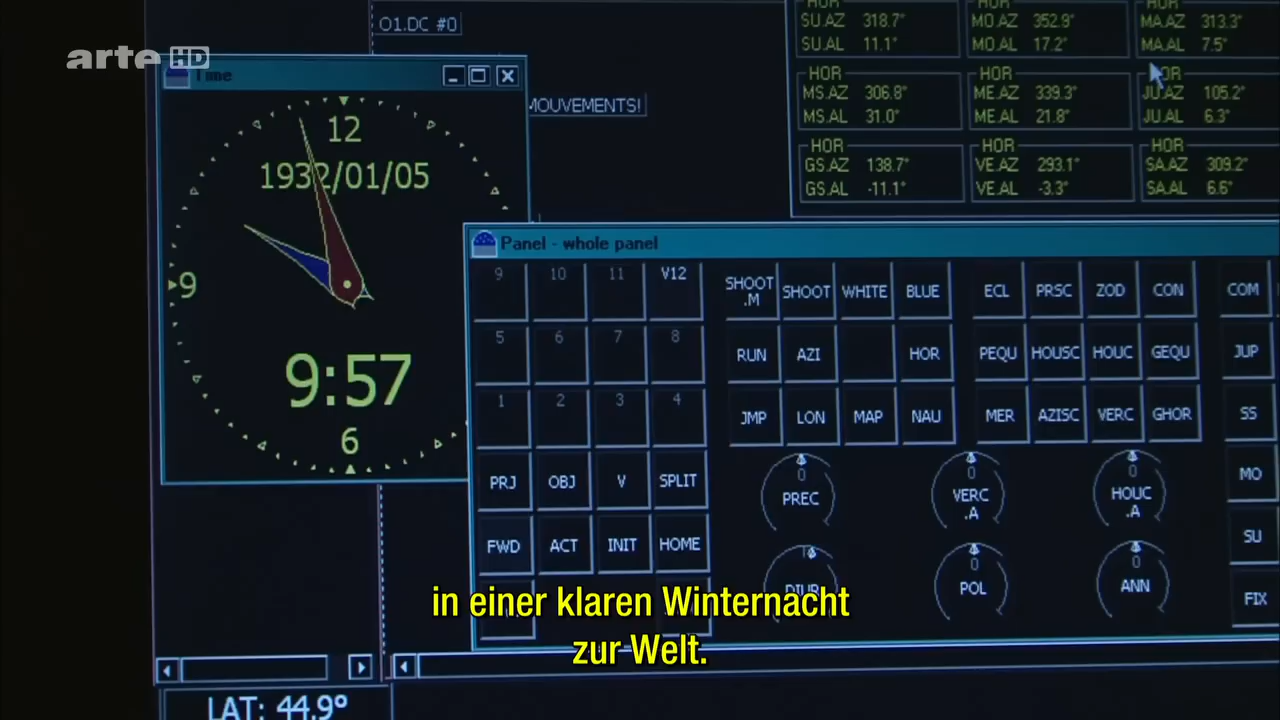 arte HD
O1.DC #0
Time
MOUVEMENTS!
12
1932/01/05
9
9:57
6
HOR
SU.AZ 318.7°
SU.AL 11.1°
HOR
MO.AZ 352.9°
MO.AL 17.2°
HOR
MA.AZ 313.3°
MA.AL 7.5°
HOR
MS.AZ 306.8°
MS.AL 31.0°
HOR
ME.AZ 339.3°
ME.AL 21.8°
HOR
JU.AZ 105.2°
JU.AL 6.3°
HOR
GS.AZ 138.7°
GS.AL -11.1°
HOR
VE.AZ 293.1°
VE.AL -3.3°
HOR
SA.AZ 309.2°
SA.AL 6.6°
Panel - whole panel
9 10 11 V12
5 6 7 8
1 2 3 4
PRJ OBJ V SPLIT
FWD ACT INIT HOME
SHOOT .M SHOOT WHITE BLUE ECL PRSC ZOD CON COM
RUN AZI HOR PEQU HOUSC HOUC GEQU JUP
JMP LON MAP NAU MER AZISC VERC GHOR SS
0 PREC 0 VERC .A 0 HOUC .A MO
DIUR 0 POL 0 ANN SU
FIX
in einer klaren Winternacht
zur Welt.
LAT: 44.9°